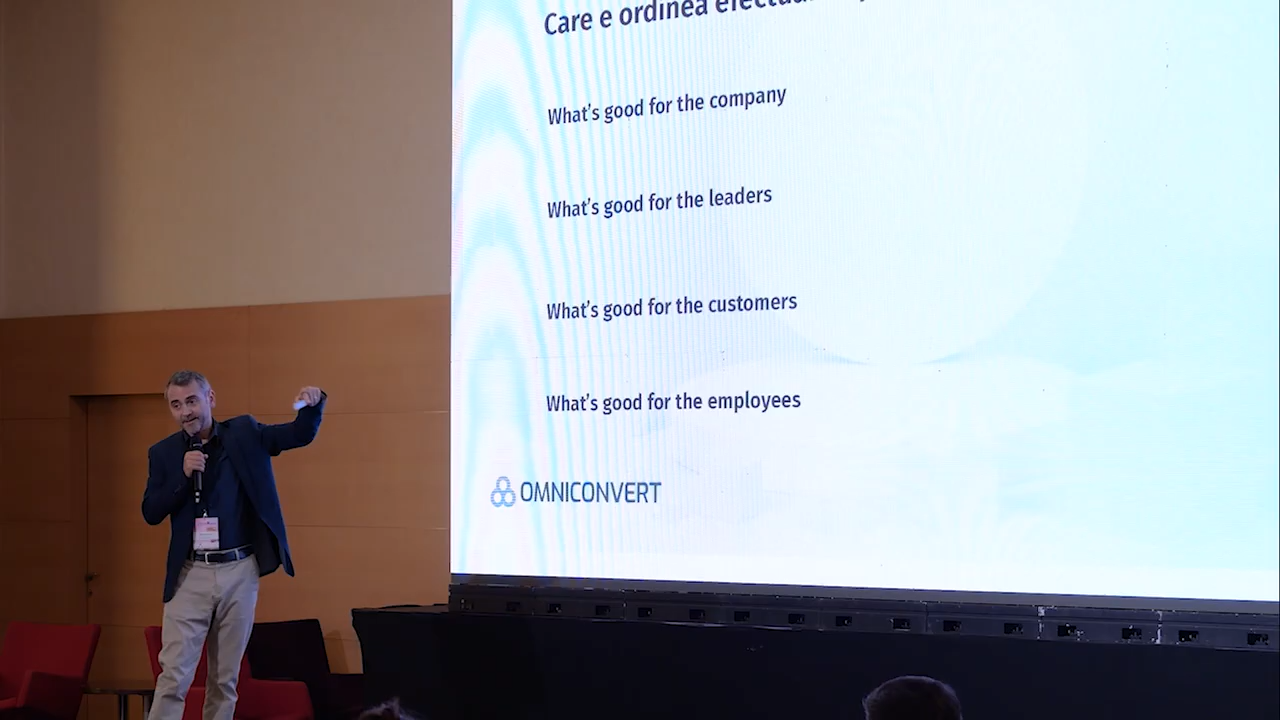 Care e ordinea
What's good for the company
What's good for the leaders
What's good for the customers
What's good for the employees
OMNICONVERT